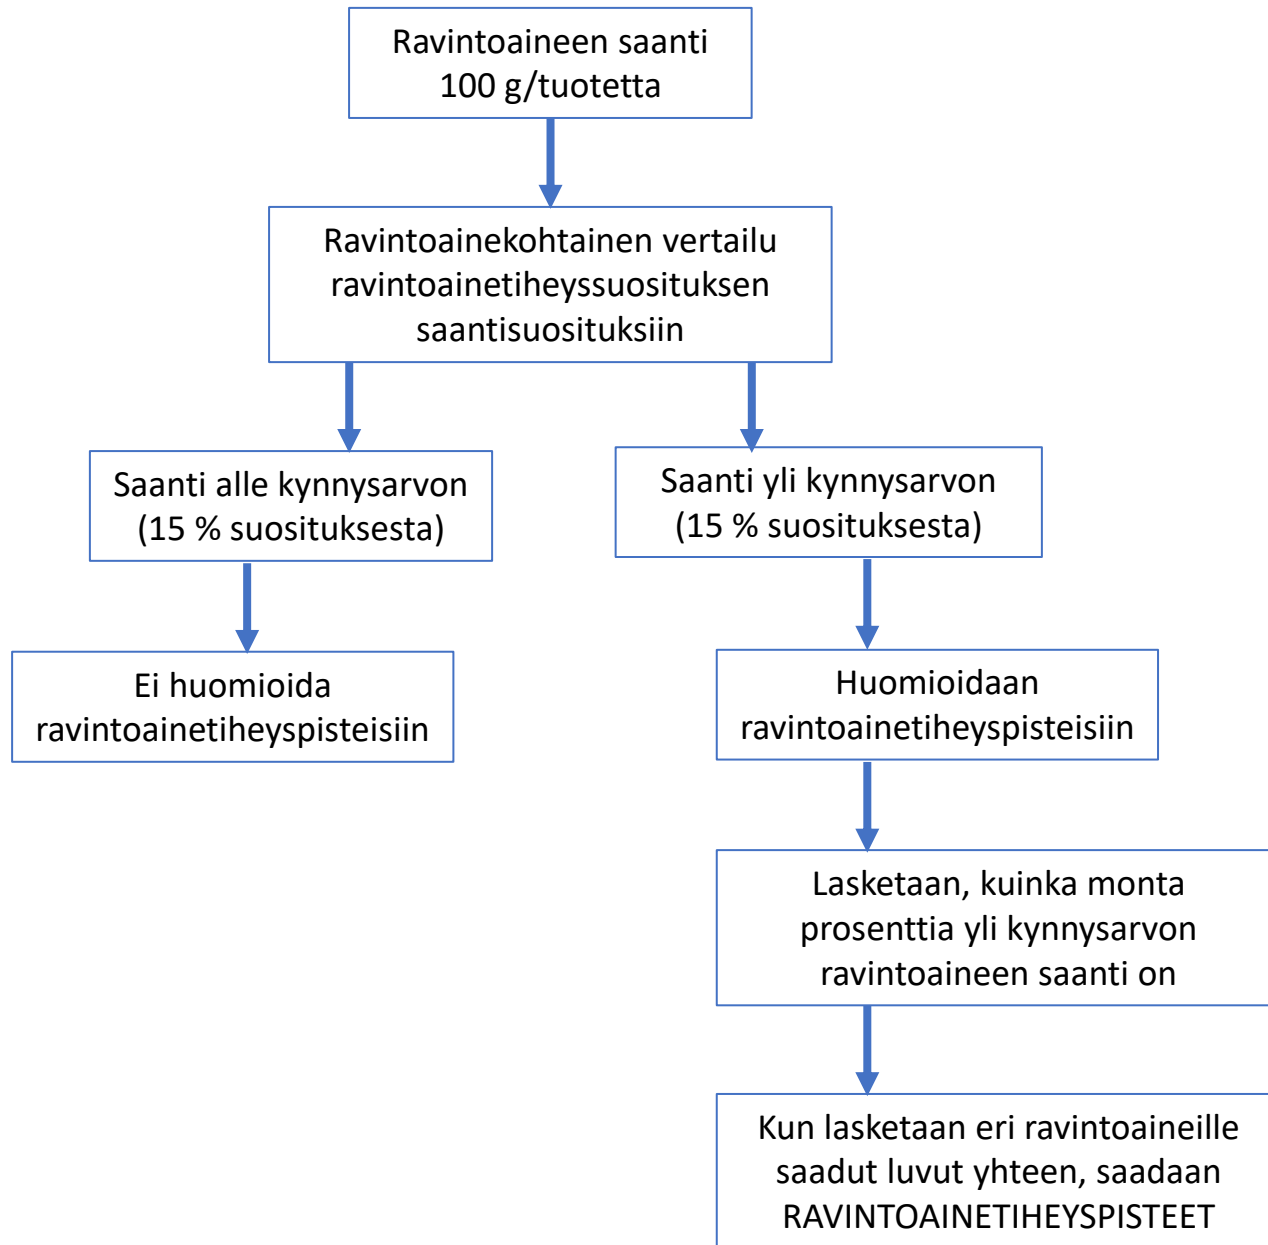 Ravintoaineen saanti
100 g/tuotetta
Ravintoainekohtainen vertailu
ravintoainetiheyssuosituksen
saantisuosituksiin
Saanti alle kynnysarvon
(15 % suosituksesta)
Saanti yli kynnysarvon
(15 % suosituksesta)
Ei huomioida
ravintoainetiheyspisteisiin
Huomioidaan
ravintoainetiheyspisteisiin
Lasketaan, kuinka monta
prosenttia yli kynnysarvon
ravintoaineen saanti on
Kun lasketaan eri ravintoaineille
saadut luvut yhteen, saadaan
RAVINTOAINETIHEYSPISTEET